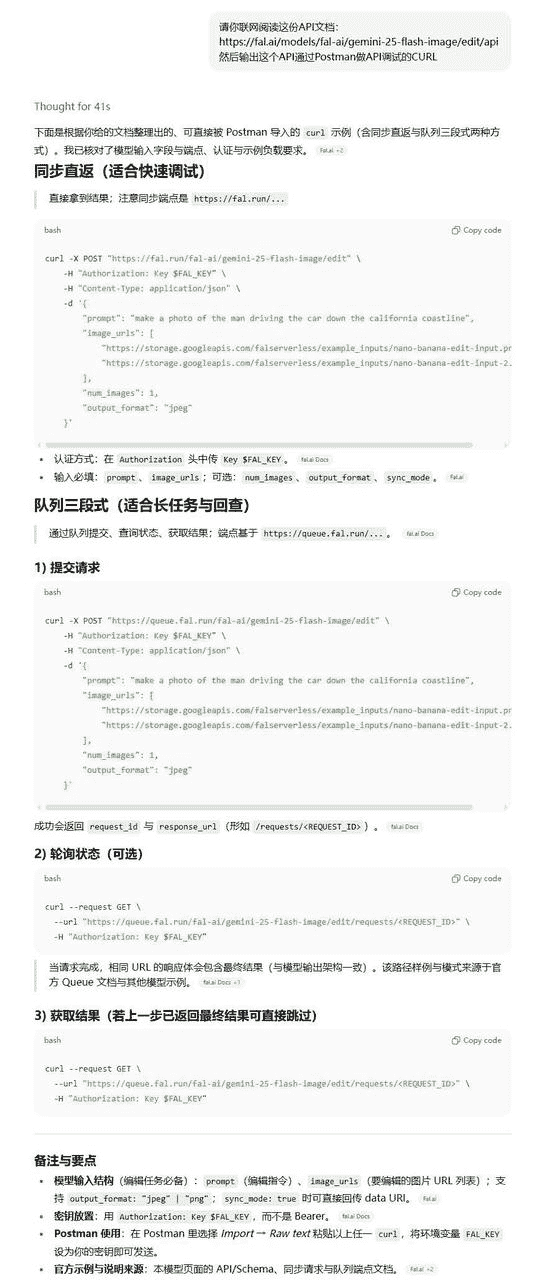 请你联网阅读这份API文档：
https://fal.ai/models/fal-ai/gemini-25-flash-image/edit/api
然后输出这个API通过Postman做API调试的CURL
Thought for 41s
下面是根据你给的文档整理出的、可直接被 Postman 导入的 curl 示例（含同步直返与队列三段式两种方
式）。我已核对了模型输入字段与端点、认证与示例负载要求。 fal.ai +2
同步直返（适合快速调试）
直接拿到结果；注意同步端点是 https://fal.run/...
bash
Copy code
curl -X POST "https://fal.run/fal-ai/gemini-25-flash-image/edit" \
-H "Authorization: Key $FAL_KEY" \
-H "Content-Type: application/json" \
-d '{
"prompt": "make a photo of the man driving the car down the california coastline",
"image_urls": [
"https://storage.googleapis.com/falserverless/example_inputs/nano-banana-edit-input.pr
"https://storage.googleapis.com/falserverless/example_inputs/nano-banana-edit-input-2.
],
"num_images": 1,
"output_format": "jpeg"
}'
认证方式：在 Authorization 头中传 Key $FAL_KEY 。 fal.ai Docs
输入必填：prompt 、 image_urls ；可选：num_images 、 output_format 、 sync_mode 。 fal.ai
队列三段式（适合长任务与回查）
通过队列提交、查询状态、获取结果；端点基于 https://queue.fal.run/... 。 fal.ai Docs
1) 提交请求
bash
Copy code
curl -X POST "https://queue.fal.run/fal-ai/gemini-25-flash-image/edit" \
-H "Authorization: Key $FAL_KEY" \
-H "Content-Type: application/json" \
-d '{
"prompt": "make a photo of the man driving the car down the california coastline",
"image_urls": [
"https://storage.googleapis.com/falserverless/example_inputs/nano-banana-edit-input.pr
"https://storage.googleapis.com/falserverless/example_inputs/nano-banana-edit-input-2.
],
"num_images": 1,
"output_format": "jpeg"
}'
成功会返回 request_id 与 response_url（形如 /requests/<REQUEST_ID> ）。 fal.ai Docs
2) 轮询状态（可选）
bash
Copy code
curl --request GET \
--url "https://queue.fal.run/fal-ai/gemini-25-flash-image/edit/requests/<REQUEST_ID>" \
-H "Authorization: Key $FAL_KEY"
当请求完成，相同 URL 的响应体会包含最终结果（与模型输出架构一致）。该路径样例与模式来源于官
方 Queue 文档与其他模型示例。 fal.ai Docs +1
3) 获取结果（若上一步已返回最终结果可直接跳过）
bash
Copy code
curl --request GET \
--url "https://queue.fal.run/fal-ai/gemini-25-flash-image/edit/requests/<REQUEST_ID>" \
-H "Authorization: Key $FAL_KEY"
备注与要点
模型输入结构（编辑任务必备）：prompt（编辑指令）、image_urls（要编辑的图片 URL 列表）；支
持 output_format: "jpeg" | "png" ； sync_mode: true 时可直接回传 data URI。 fal.ai
密钥放置：用 Authorization: Key $FAL_KEY ，而不是 Bearer。 fal.ai Docs
Postman 使用：在 Postman 里选择 Import → Raw text 粘贴以上任一 curl ，将环境变量 FAL_KEY
设为你的密钥即可发送。
官方示例与说明来源：本模型页面的 API/Schema、同步请求与队列端点文档。 fal.ai +2